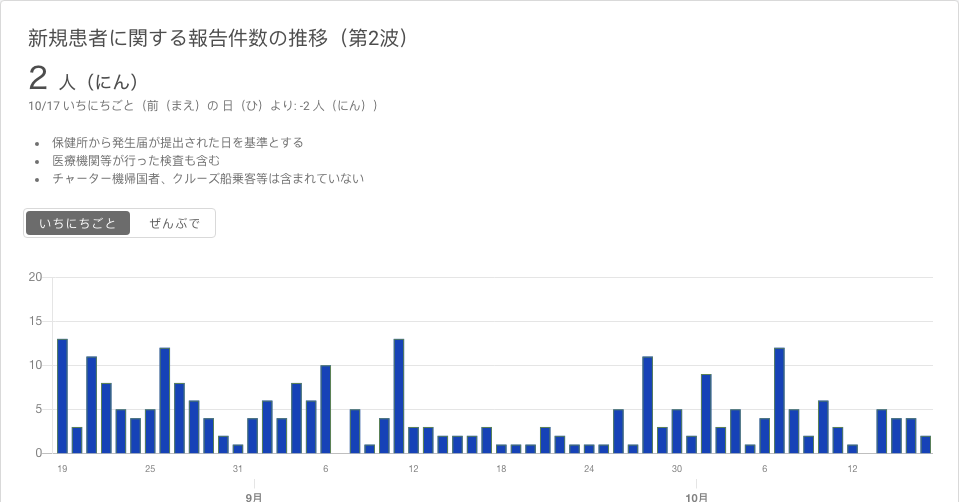 新規患者に関する報告件数の推移（第2波）
2 人（にん）
10/17 いちにちごと（前（まえ）の 日（ひ）より: -2 人（にん））
保健所から発生届が提出された日を基準とする
医療機関等が行った検査も含む
チャーター機帰国者、クルーズ船乗客等は含まれていない
いちにちごと ぜんぶで
20
15
10
5
0
19 25 31 6 12 18 24 30 6 12
9月 10月